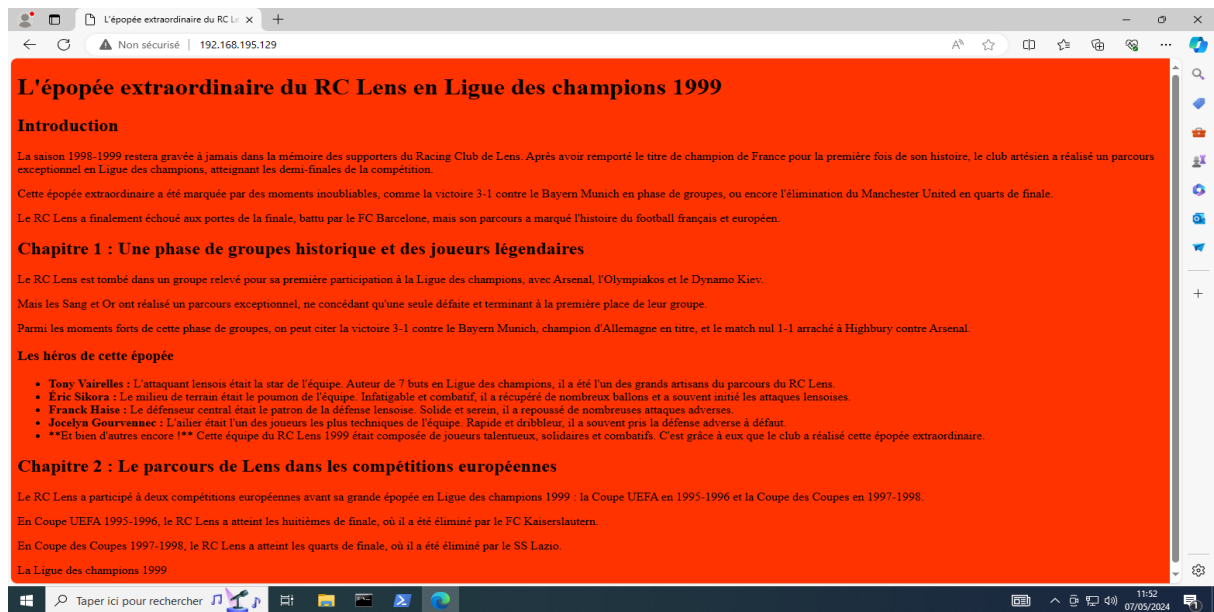 L'épopée extraordinaire du RC Le
Non sécurisé
192.168.195.129
L'épopée extraordinaire du RC Lens en Ligue des champions 1999
Introduction
La saison 1998-1999 restera gravée à jamais dans la mémoire des supporters du Racing Club de Lens. Après avoir remporté le titre de champion de France pour la première fois de son histoire, le club artésien a réalisé un parcours
exceptionnel en Ligue des champions, atteignant les demi-finales de la compétition.
Cette épopée extraordinaire a été marquée par des moments inoubliables, comme la victoire 3-1 contre le Bayern Munich en phase de groupes, ou encore l'élimination du Manchester United en quarts de finale.
Le RC Lens a finalement échoué aux portes de la finale, battu par le FC Barcelone, mais son parcours a marqué l'histoire du football français et européen.
Chapitre 1 : Une phase de groupes historique et des joueurs légendaires
Le RC Lens est tombé dans un groupe relevé pour sa première participation à la Ligue des champions, avec Arsenal, l'Olympiakos et le Dynamo Kiev.
Mais les Sang et Or ont réalisé un parcours exceptionnel, ne concédant qu'une seule défaite et terminant à la première place de leur groupe.
Parmi les moments forts de cette phase de groupes, on peut citer la victoire 3-1 contre le Bayern Munich, champion d'Allemagne en titre, et le match nul 1-1 arraché à Highbury contre Arsenal.
Les héros de cette épopée
• Tony Vairelles : L'attaquant lensois était la star de l'équipe. Auteur de 7 buts en Ligue des champions, il a été l'un des grands artisans du parcours du RC Lens.
• Éric Sikora : Le milieu de terrain était le poumon de l'équipe. Infatigable et combatif, il a récupéré de nombreux ballons et a souvent initié les attaques lensoises.
• Franck Haise : Le défenseur central était le patron de la défense lensoise. Solide et serein, il a repoussé de nombreuses attaques adverses.
• Jocelyn Gourvennec : L'ailier était l'un des joueurs les plus techniques de l'équipe. Rapide et dribbleur, il a souvent pris la défense adverse à défaut.
• **Et bien d'autres encore !** Cette équipe du RC Lens 1999 était composée de joueurs talentueux, solidaires et combatifs. C'est grâce à eux que le club a réalisé cette épopée extraordinaire.
Chapitre 2 : Le parcours de Lens dans les compétitions européennes
Le RC Lens a participé à deux compétitions européennes avant sa grande épopée en Ligue des champions 1999 : la Coupe UEFA en 1995-1996 et la Coupe des Coupes en 1997-1998.
En Coupe UEFA 1995-1996, le RC Lens a atteint les huitièmes de finale, où il a été éliminé par le FC Kaiserslautern.
En Coupe des Coupes 1997-1998, le RC Lens a atteint les quarts de finale, où il a été éliminé par le SS Lazio.
La Ligue des champions 1999
Taper ici pour rechercher
11:52
07/05/2024